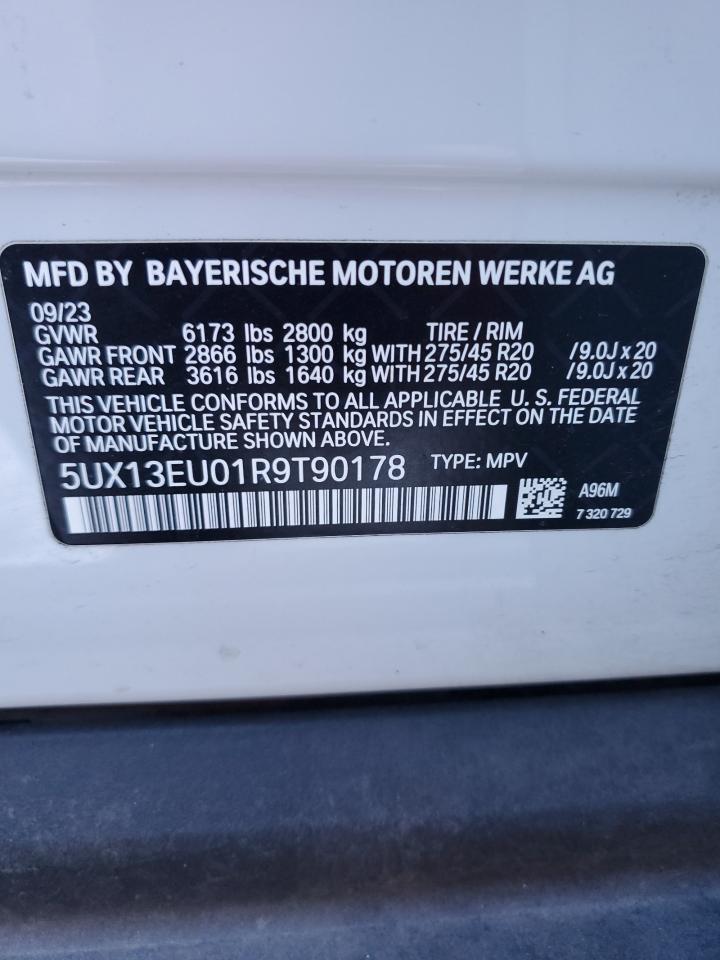 MFD BY BAYERISCHE MOTOREN WERKE AG
09/23
GVWR 6173 lbs 2800 kg TIRE / RIM
GAWR FRONT 2866 lbs 1300 kg WITH 275/45 R20 /9.0J x 20
GAWR REAR 3616 lbs 1640 kg WITH 275/45 R20 /9.0J x 20
THIS VEHICLE CONFORMS TO ALL APPLICABLE U. S. FEDERAL
MOTOR VEHICLE SAFETY STANDARDS IN EFFECT ON THE DATE
OF MANUFACTURE SHOWN ABOVE.
5UX13EU01R9T90178 TYPE: MPV
A96M
7 320 729